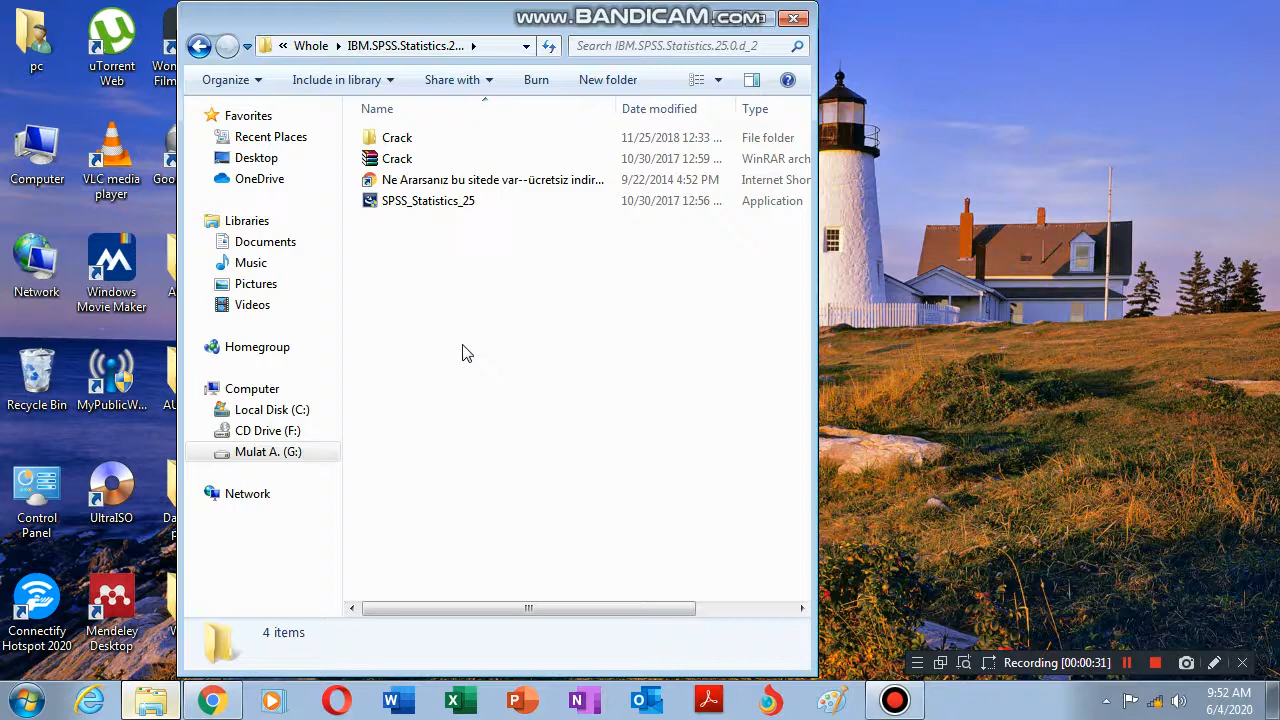 www.BANDICAM.com
pc
uTorrent
Web
Computer
VLC media
player
Network
Windows
Movie Maker
Recycle Bin
MyPublicW...
Control
Panel
UltraISO
Connectify
Hotspot 2020
Mendeley
Desktop
Whole
IBM.SPSS.Statistics.2...
Search IBM.SPSS.Statistics.25.0.d_2
Organize
Include in library
Share with
Burn
New folder
Favorites
Recent Places
Desktop
OneDrive
Libraries
Documents
Music
Pictures
Videos
Homegroup
Computer
Local Disk (C:)
CD Drive (F:)
Mulat A. (G:)
Network
Name Date modified Type
Crack 11/25/2018 12:33 ... File folder
Crack 10/30/2017 12:59 ... WinRAR arch
Ne Ararsanız bu sitede var--ücretsiz indir... 9/22/2014 4:52 PM Internet Shor
SPSS_Statistics_25 10/30/2017 12:56 ... Application
4 items
Recording [00:00:31]
9:52 AM
6/4/2020